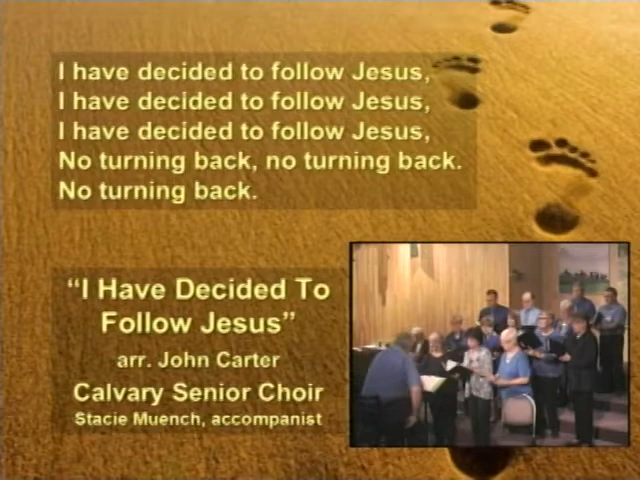 I have decided to follow Jesus,
I have decided to follow Jesus,
I have decided to follow Jesus,
No turning back, no turning back.
No turning back.
“I Have Decided To
Follow Jesus”
arr. John Carter
Calvary Senior Choir
Stacie Muench, accompanist